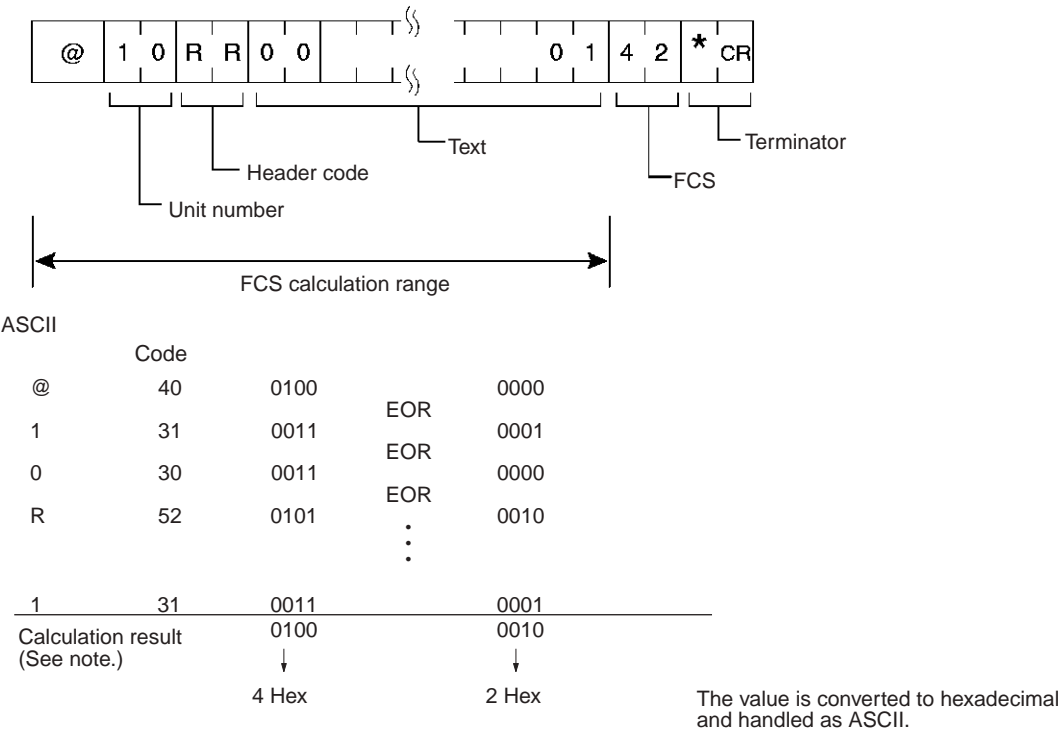 @ 1 0 R R 0 0 0 1 4 2 * CR
Text
Terminator
Header code
FCS
Unit number
FCS calculation range
ASCII
Code
@ 40 0100 0000
EOR
1 31 0011 0001
EOR
0 30 0011 0000
EOR
R 52 0101 0010
1 31 0011 0001
Calculation result 0100 0010
(See note.)
4 Hex 2 Hex
The value is converted to hexadecimal
and handled as ASCII.